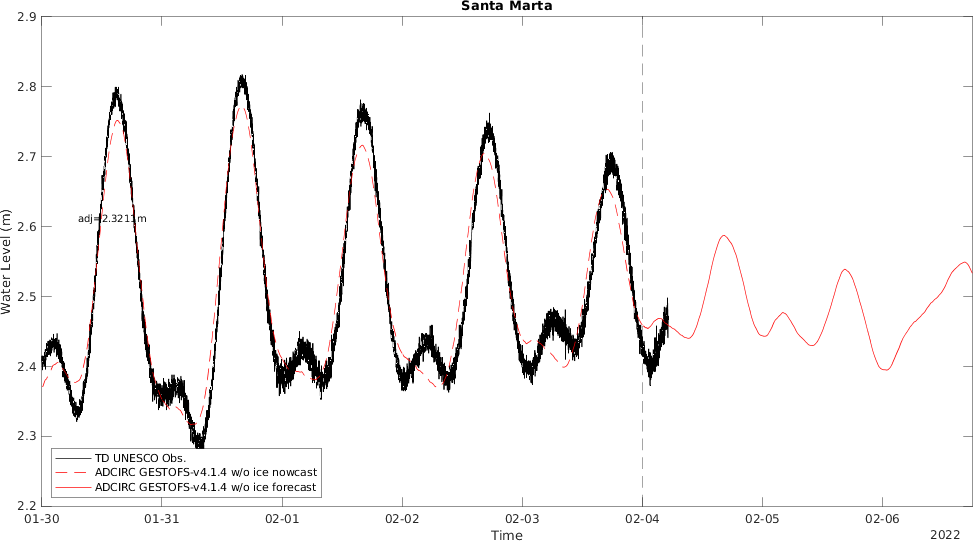 Santa Marta
2.9
2.8
2.7
2.6
2.5
2.4
2.3
2.2
Water Level (m)
adj=2.3211m
TD UNESCO Obs.
ADCIRC GESTOFS-v4.1.4 w/o ice nowcast
ADCIRC GESTOFS-v4.1.4 w/o ice forecast
01-30 01-31 02-01 02-02 02-03 02-04 02-05 02-06
Time
2022